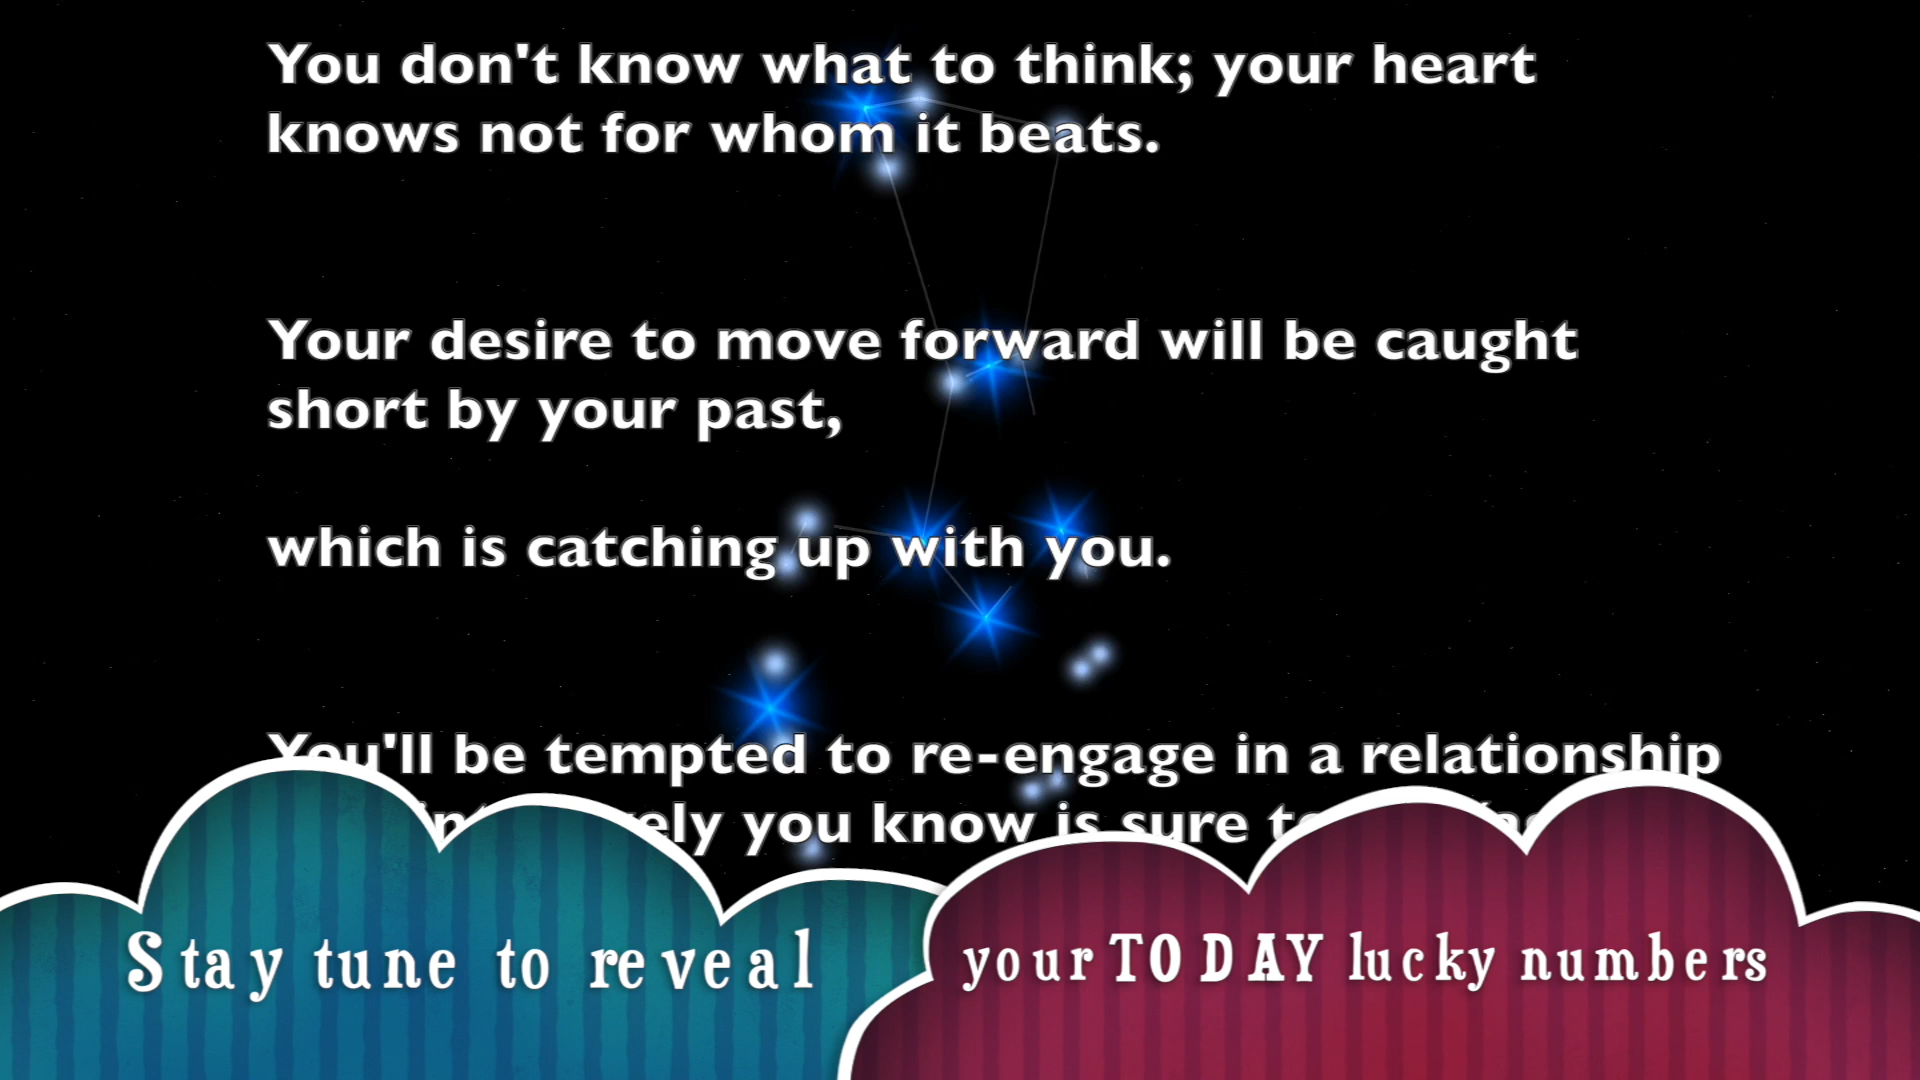 You don't know what to think; your heart
knows not for whom it beats.
Your desire to move forward will be caught
short by your past,
which is catching up with you.
You'll be tempted to re-engage in a relationship
you know is sure
Stay tune to reveal
your TODAY lucky numbers